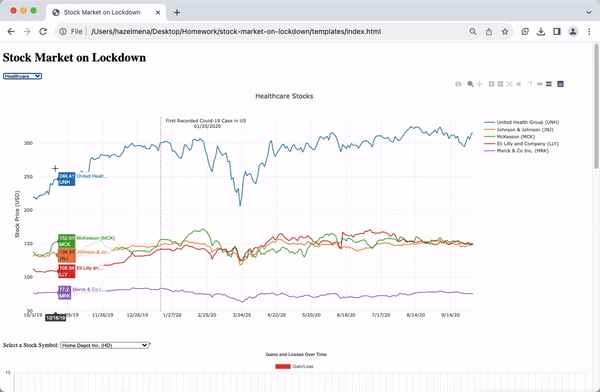 Stock Market on Lockdown
File | /Users/hazelmena/Desktop/Homework/stock-market-on-lockdown/templates/index.html
Stock Market on Lockdown
Healthcare
Healthcare Stocks
First Recorded Covid-19 Case in US
01/20/2020
United Health Group (UNH)
Johnson & Johnson (JNJ)
McKesson (MCK)
Eli Lilly and Company (LLY)
Merck & Co Inc. (MRK)
Stock Price (USD)
300
250
200
150
100
50
246.41
UNH
United Healt...
152.53
MCK
McKesson (MCK)
JNJ
Johnson & Jo...
108.94
LLY
Eli Lilly an...
77.2
MRK
Merck & Co I...
10/1/19
10/18/19
11/26/19
12/30/19
1/27/20
2/25/20
3/24/20
4/22/20
5/20/20
6/18/20
7/17/20
8/14/20
9/14/20
Select a Stock Symbol: Home Depot Inc. (HD)
Gains and Losses Over Time
Gain/Loss
15